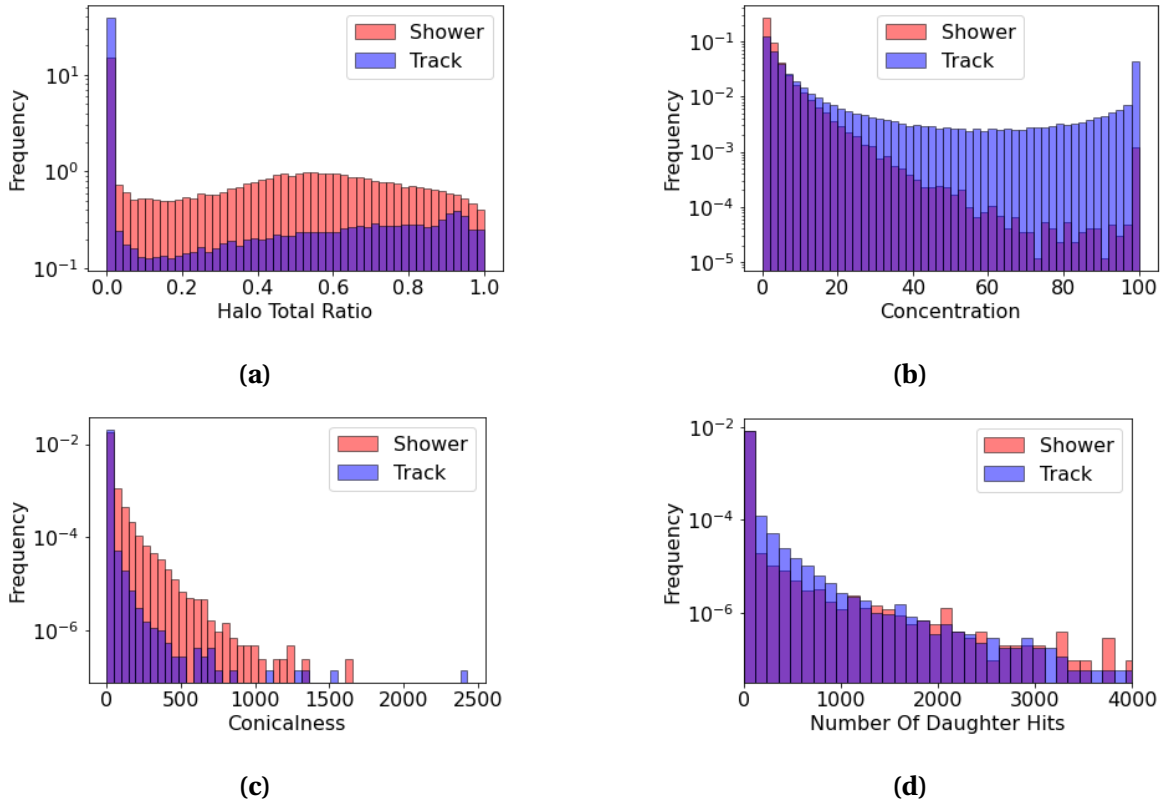 Shower
Track
10¹
10⁰
10⁻¹
Frequency
0.0 0.2 0.4 0.6 0.8 1.0
Halo Total Ratio
(a)
Shower
Track
10⁻¹
10⁻²
10⁻³
10⁻⁴
10⁻⁵
Frequency
0 20 40 60 80 100
Concentration
(b)
Shower
Track
10⁻²
10⁻⁴
10⁻⁶
Frequency
0 500 1000 1500 2000 2500
Conicalness
(c)
Shower
Track
10⁻²
10⁻⁴
10⁻⁶
Frequency
0 1000 2000 3000 4000
Number Of Daughter Hits
(d)